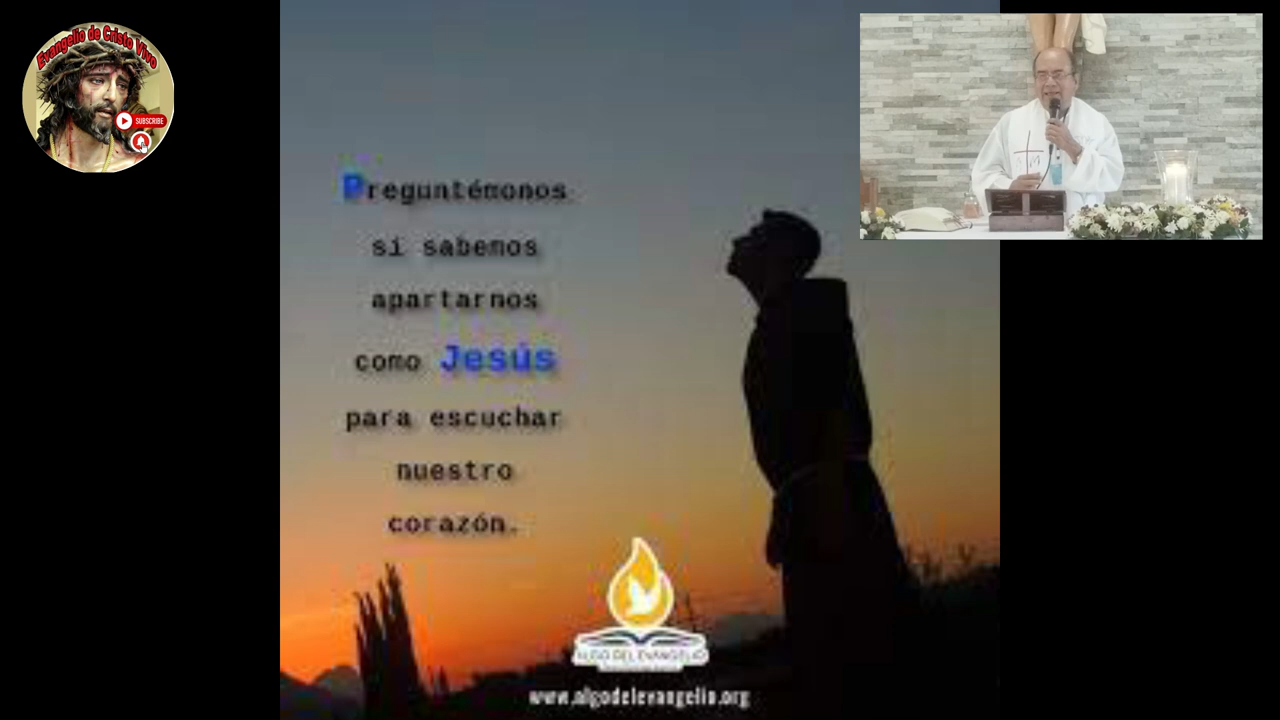 Evangelio de Cristo Vivo
SUBSCRIBE
Preguntémonos
si sabemos
apartarnos
como Jesús
para escuchar
nuestro
corazón.
ALGO DEL EVANGELIO
www.algodelevangelio.org